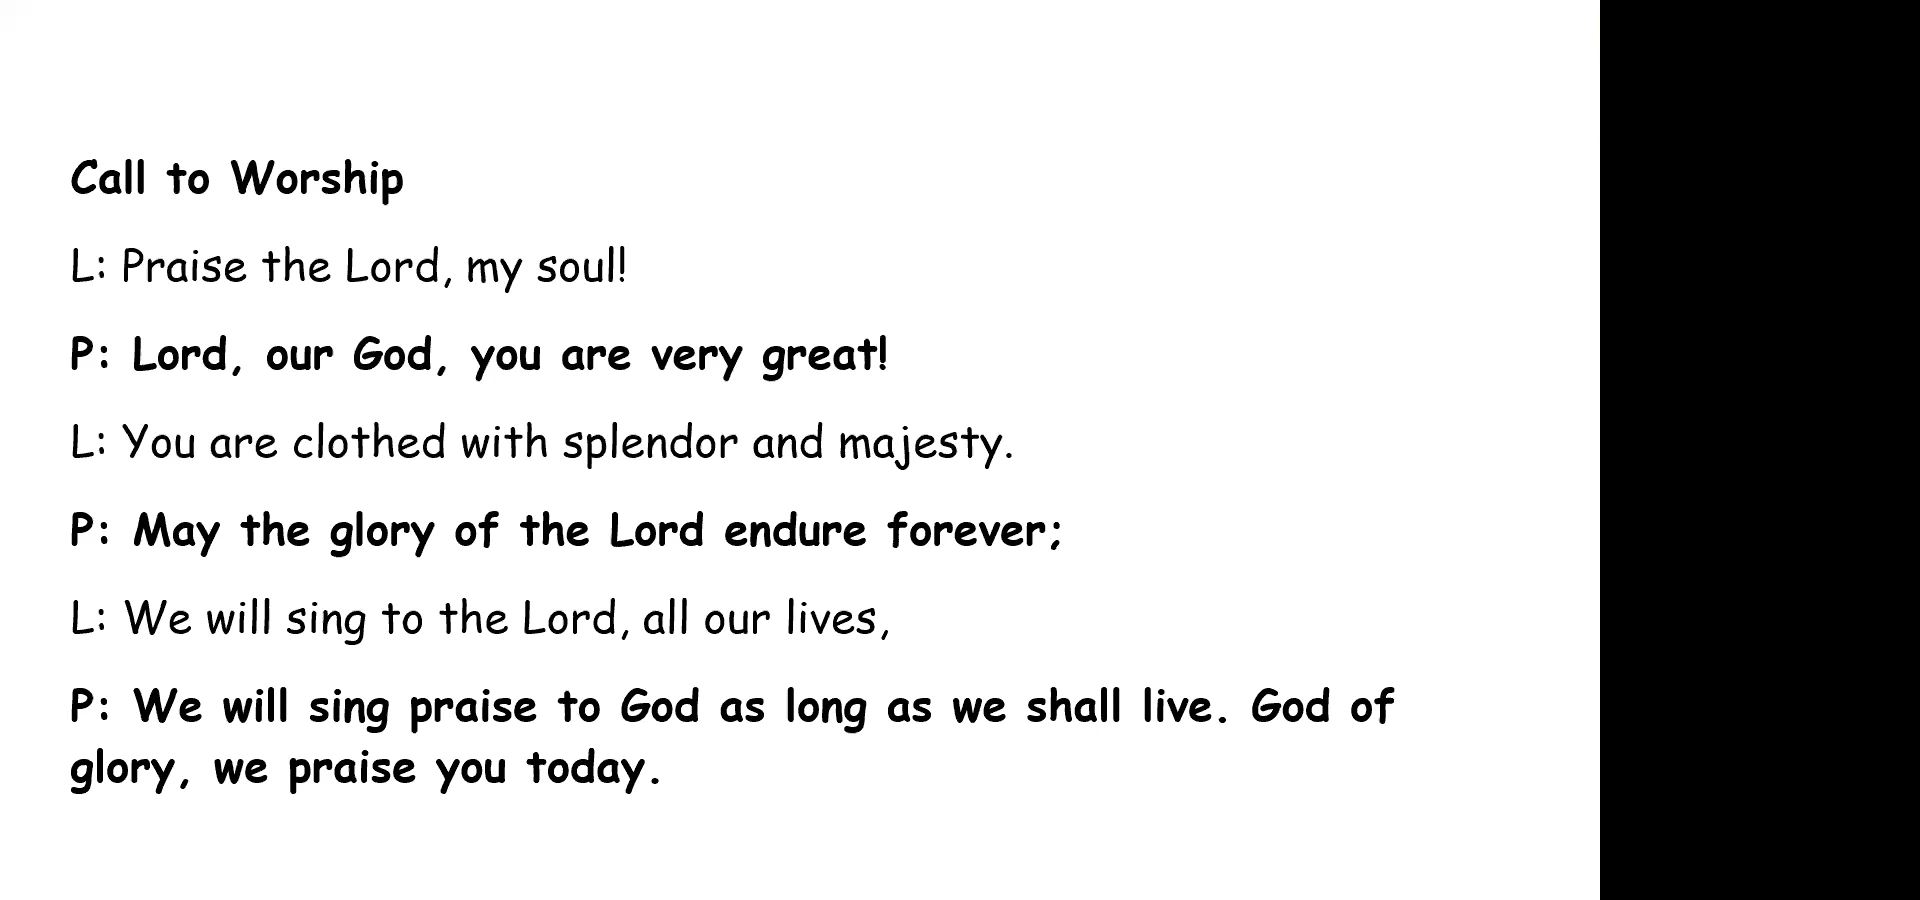 Call to Worship
L: Praise the Lord, my soul!
P: Lord, our God, you are very great!
L: You are clothed with splendor and majesty.
P: May the glory of the Lord endure forever;
L: We will sing to the Lord, all our lives,
P: We will sing praise to God as long as we shall live. God of
glory, we praise you today.